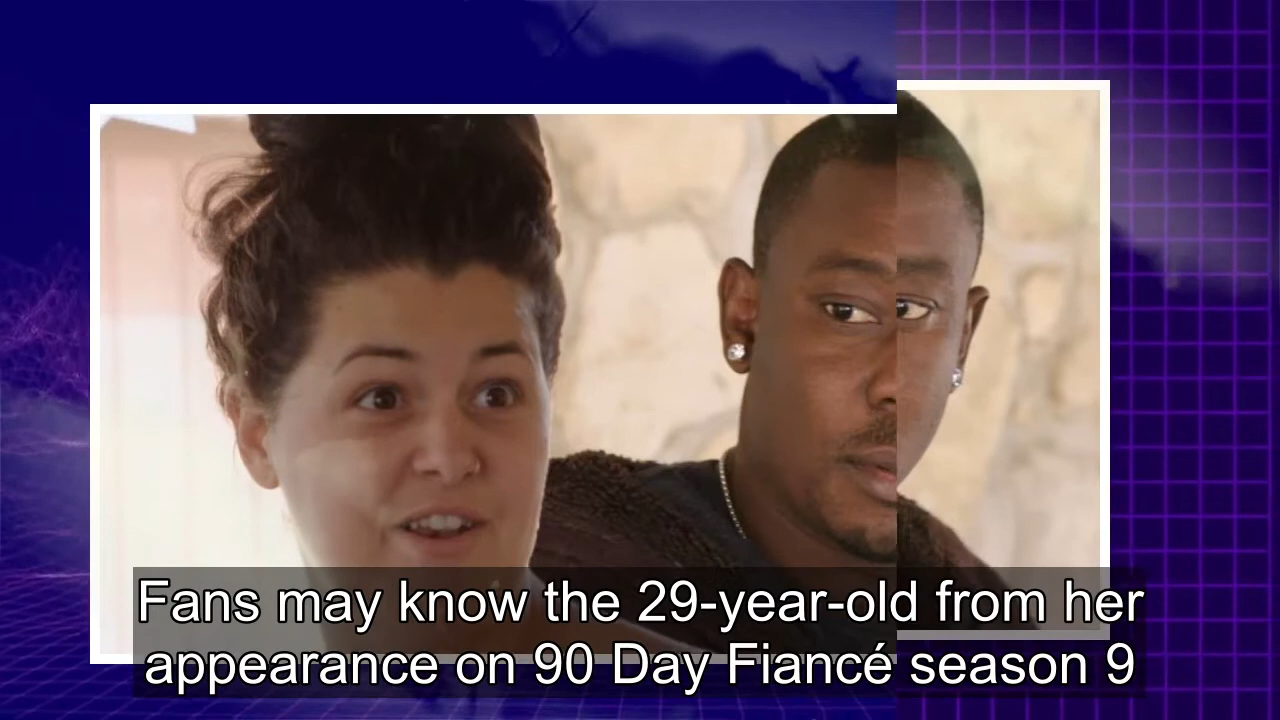 Fans may know the 29-year-old from her
appearance on 90 Day Fiancé season 9